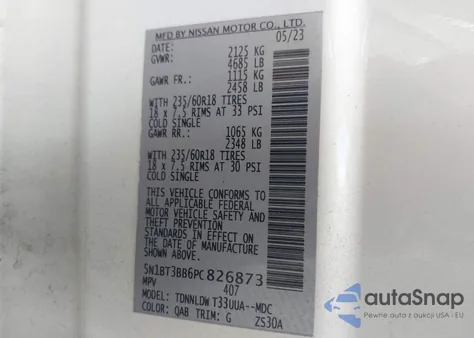 MFD BY NISSAN MOTOR CO., LTD.
05/23
DATE:
GVWR: 2125 KG
4685 LB
GAWR FR.: 1115 KG
2458 LB
WITH 235/60R18 TIRES
18 x 7.5 RIMS AT 33 PSI
COLD SINGLE
GAWR RR.: 1065 KG
2348 LB
WITH 235/60R18 TIRES
18 x 7.5 RIMS AT 30 PSI
COLD SINGLE
THIS VEHICLE CONFORMS TO
ALL APPLICABLE FEDERAL
MOTOR VEHICLE SAFETY AND
THEFT PREVENTION
STANDARDS IN EFFECT ON
THE DATE OF MANUFACTURE
SHOWN ABOVE.
5N1BT3BB6PC826873
MPV 407
MODEL: TDNNLDW T33UUA--MDC
COLOR: QAB TRIM: G ZS30A
autoSnap
Pewne auto z aukcji w USA i EU